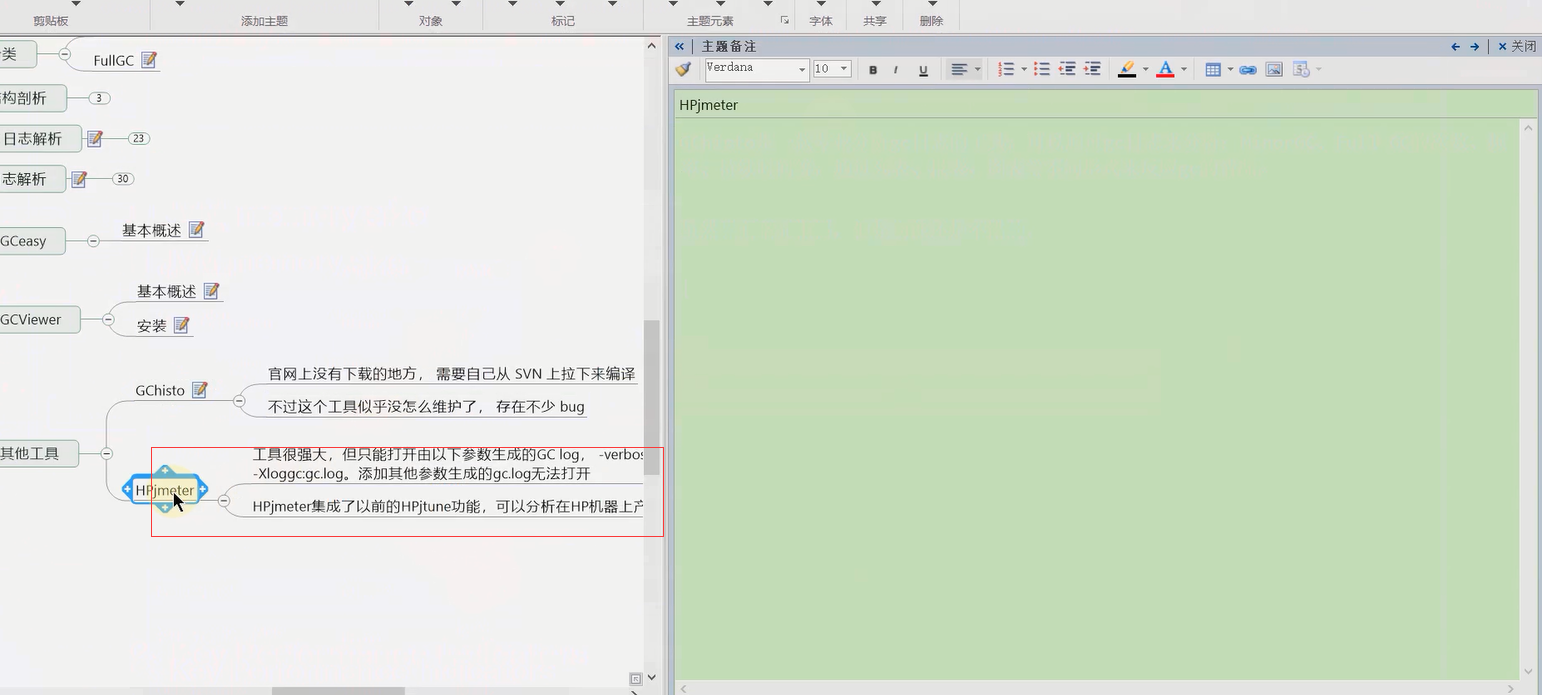 剪贴板 添加主题 对象 标记 主题元素 字体 共享 删除
类
FullGC
构剖析
3
日志解析
23
志解析
30
GCeasy
基本概述
GCViewer
基本概述
安装
其他工具
GChisto
官网上没有下载的地方， 需要自己从 SVN 上拉下来编译
不过这个工具似乎没怎么维护了， 存在不少 bug
HPjmeter
工具很强大，但只能打开由以下参数生成的GC log， -verbos
-Xloggc:gc.log。添加其他参数生成的gc.log无法打开
HPjmeter集成了以前的HPjtune功能，可以分析在HP机器上产
主题备注
关闭
Verdana 10 B I U A
HPjmeter